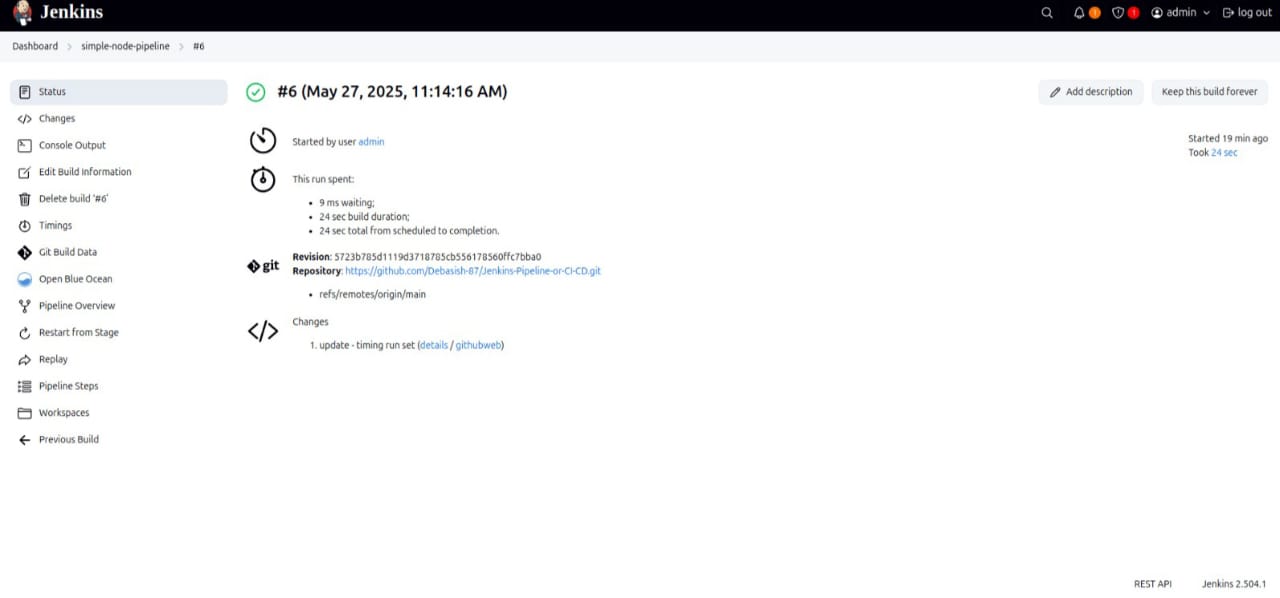 Jenkins
1
1
admin
log out
Dashboard > simple-node-pipeline > #6
Status
Changes
Console Output
Edit Build Information
Delete build '#6'
Timings
Git Build Data
Open Blue Ocean
Pipeline Overview
Restart from Stage
Replay
Pipeline Steps
Workspaces
Previous Build
#6 (May 27, 2025, 11:14:16 AM)
Add description
Keep this build forever
Started 19 min ago
Took 24 sec
Started by user admin
This run spent:
• 9 ms waiting;
• 24 sec build duration;
• 24 sec total from scheduled to completion.
git
Revision: 5723b785d1119d3718785cb556178560ffc7bba0
Repository: https://github.com/Debasish-87/Jenkins-Pipeline-or-CI-CD.git
• refs/remotes/origin/main
Changes
1. update - timing run set (details / githubweb)
REST API
Jenkins 2.504.1